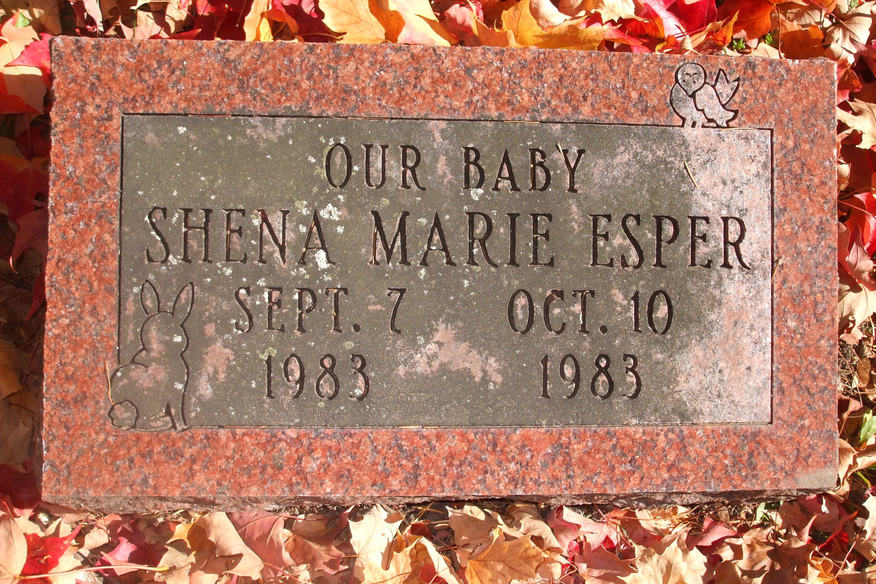 OUR BABY
SHENA MARIE ESPER
SEPT. 7 OCT. 10
1983 1983